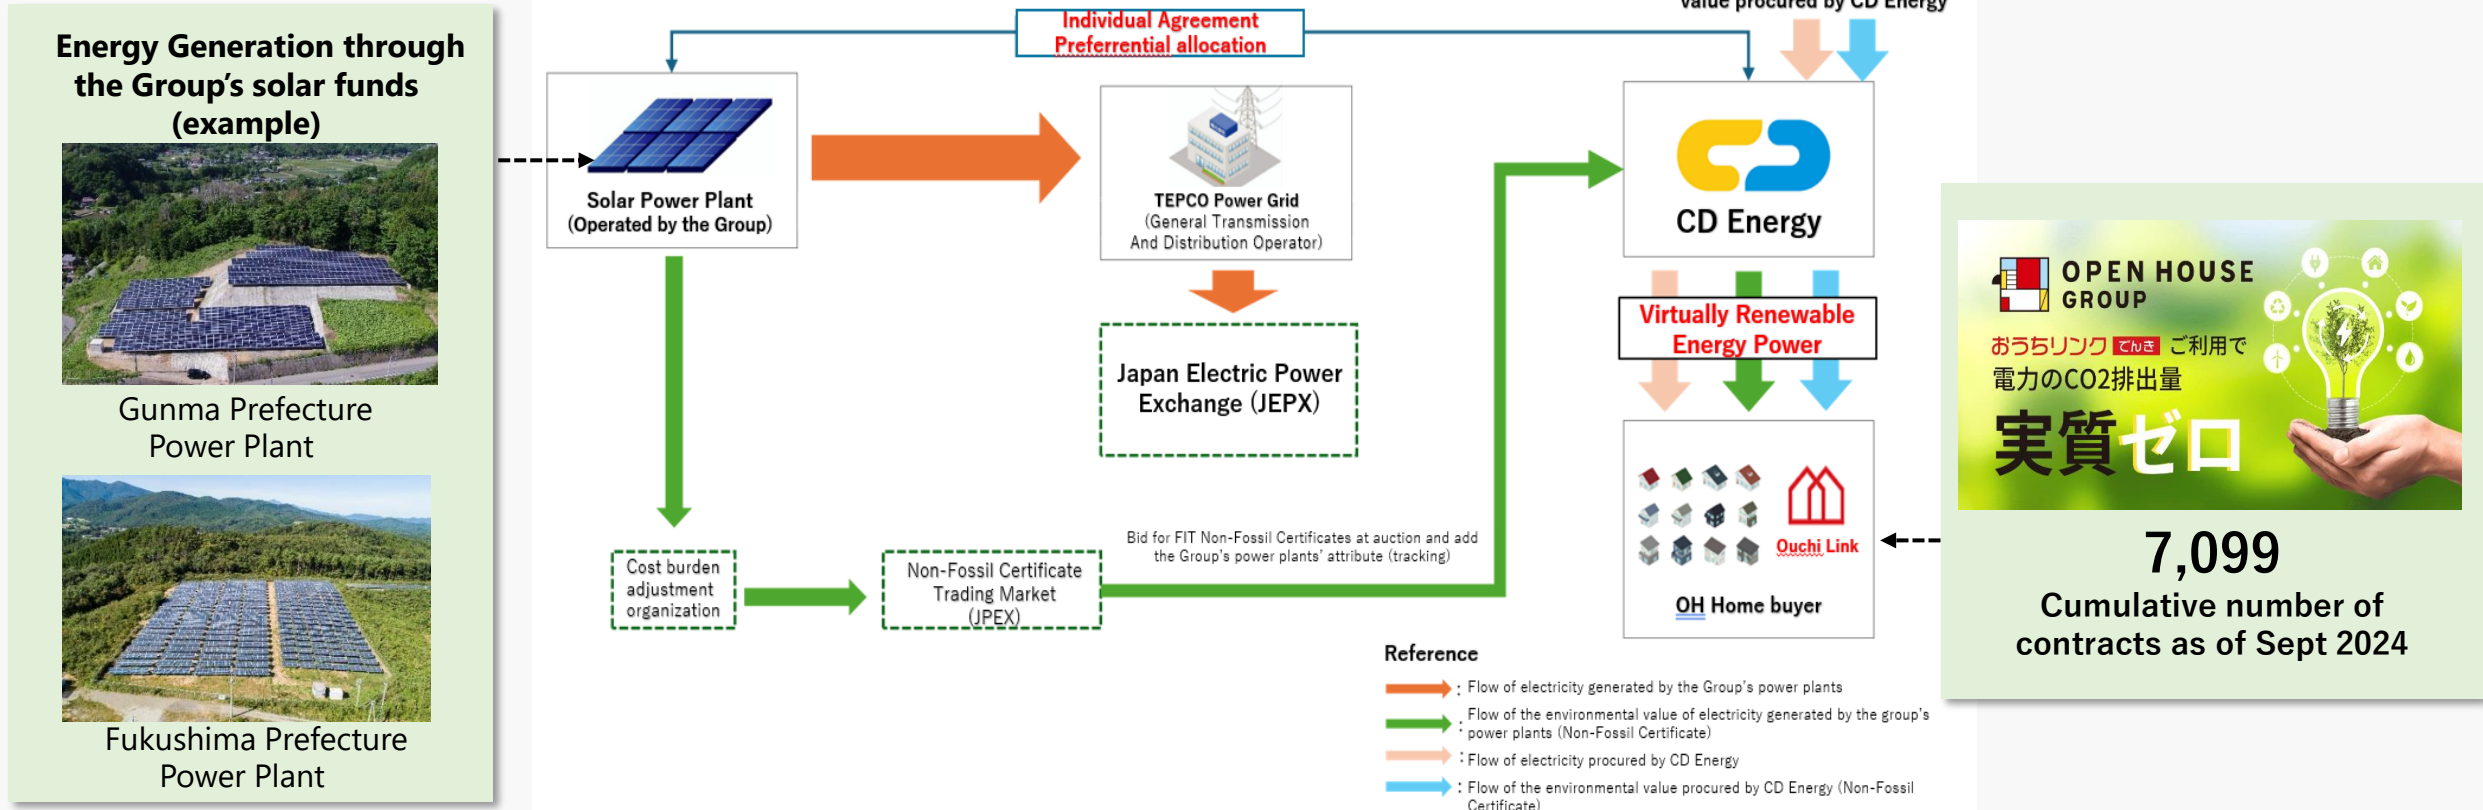 Energy Generation through
the Group's solar funds
(example)
Gunma Prefecture
Power Plant
Fukushima Prefecture
Power Plant
Individual Agreement
Preferrential allocation
value procured by CD Energy
Solar Power Plant
(Operated by the Group)
TEPCO Power Grid
(General Transmission
And Distribution Operator)
CD Energy
Japan Electric Power
Exchange (JEPX)
Virtually Renewable
Energy Power
Cost burden
adjustment
organization
Non-Fossil Certificate
Trading Market
(JPEX)
Bid for FIT Non-Fossil Certificates at auction and add
the Group's power plants' attribute (tracking)
Ouchi Link
OH Home buyer
Reference
: Flow of electricity generated by the Group's power plants
: Flow of the environmental value of electricity generated by the group's
power plants (Non-Fossil Certificate)
: Flow of electricity procured by CD Energy
: Flow of the environmental value procured by CD Energy (Non-Fossil
Certificate)
OPEN HOUSE
GROUP
おうちリンク でんき ご利用で
電力のCO2排出量
実質ゼロ
7,099
Cumulative number of
contracts as of Sept 2024